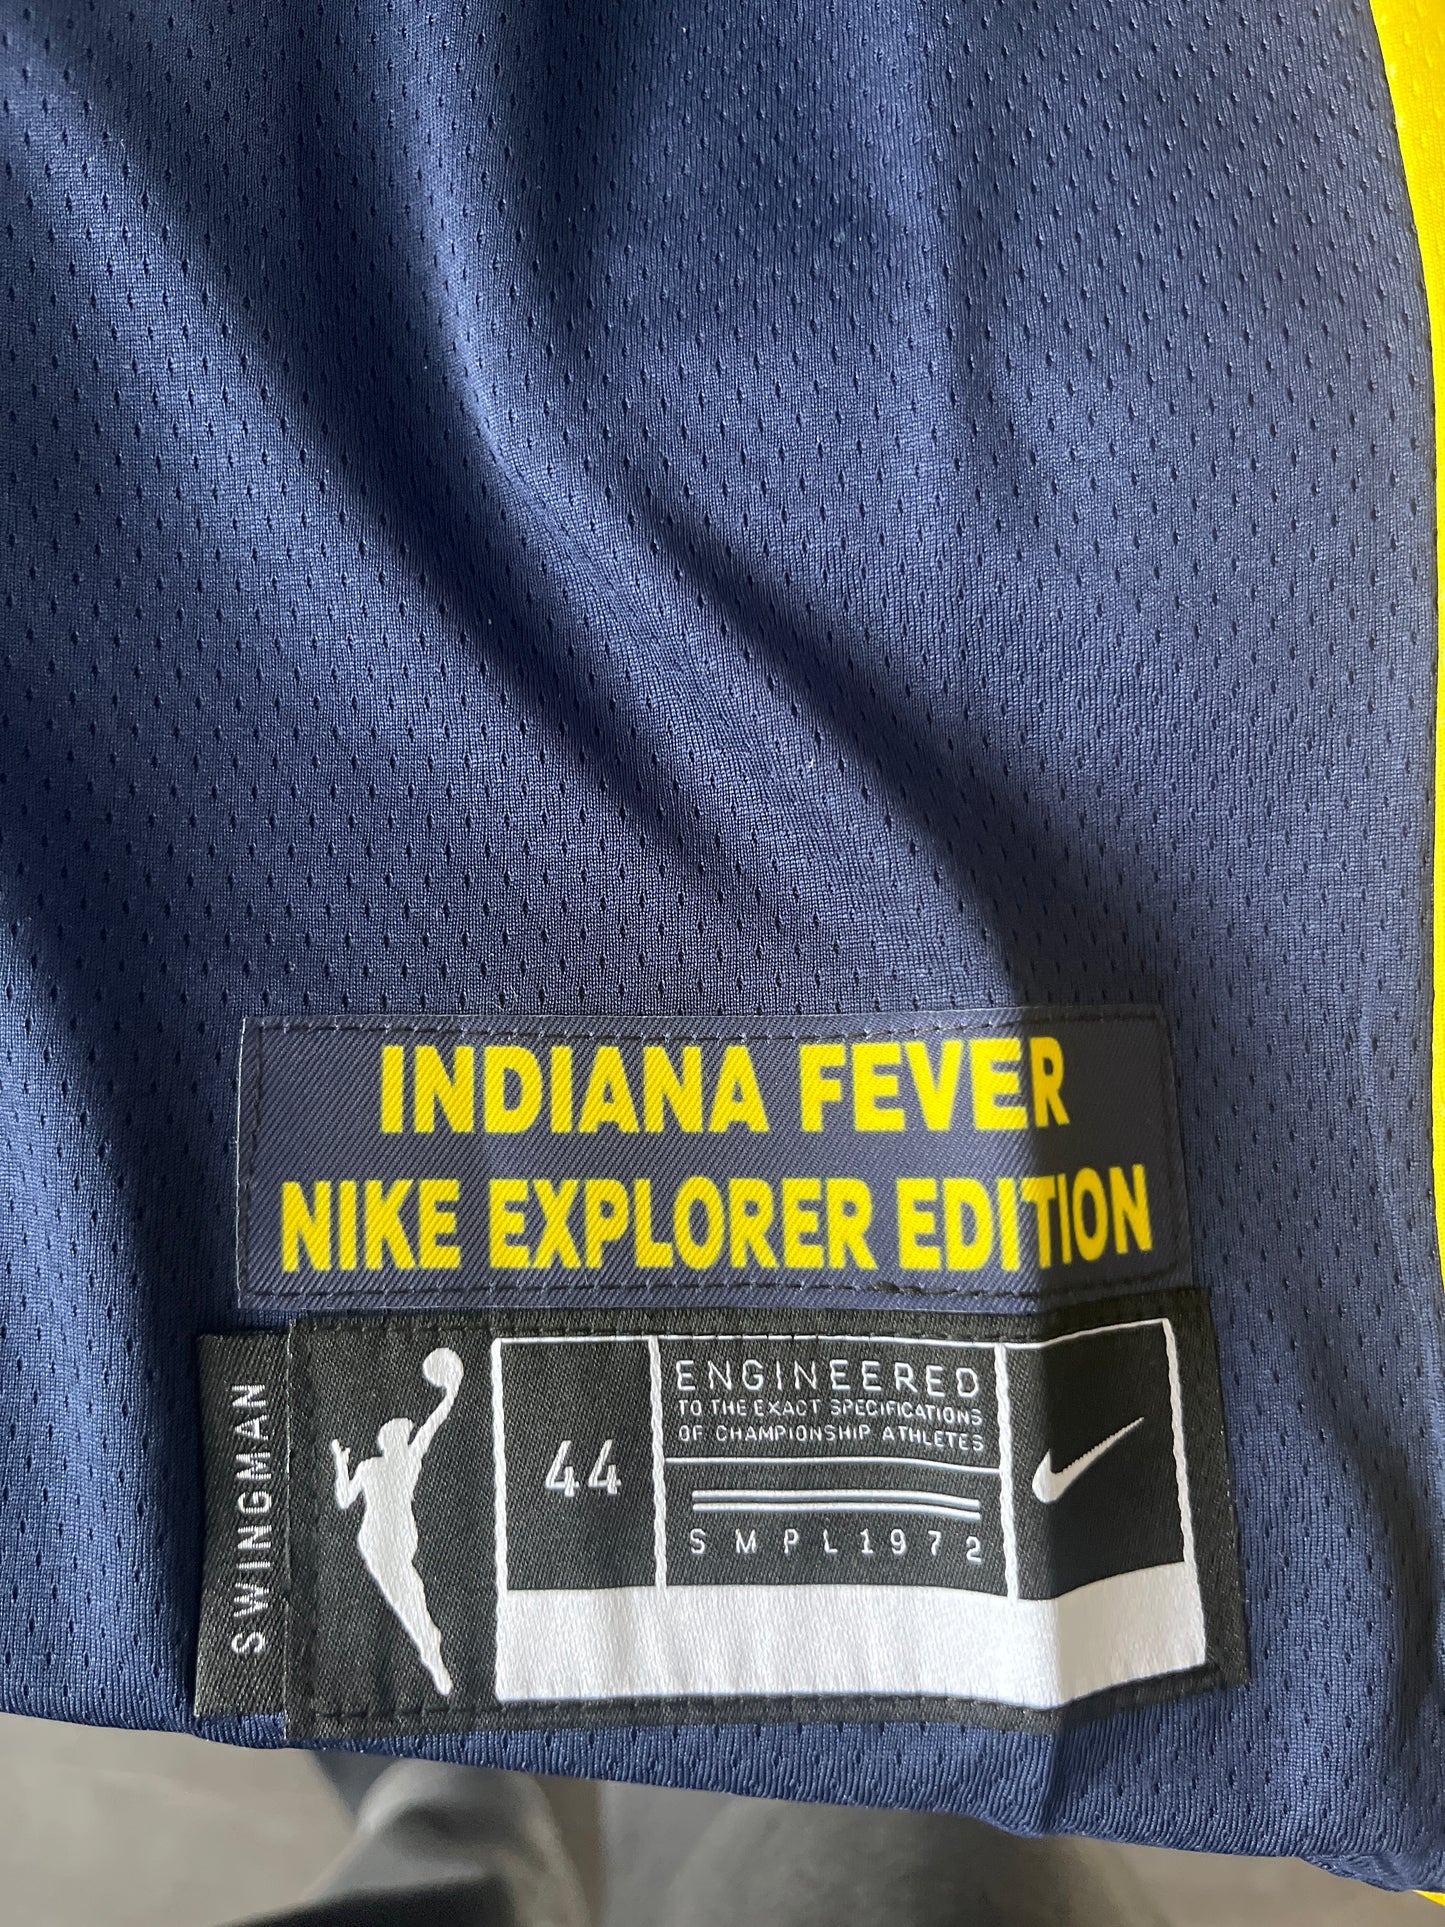 INDIANA FEVER
NIKE EXPLORER EDITION
SWINGMAN
44
ENGINEERED
TO THE EXACT SPECIFICATIONS
OF CHAMPIONSHIP ATHLETES
SMPL1972